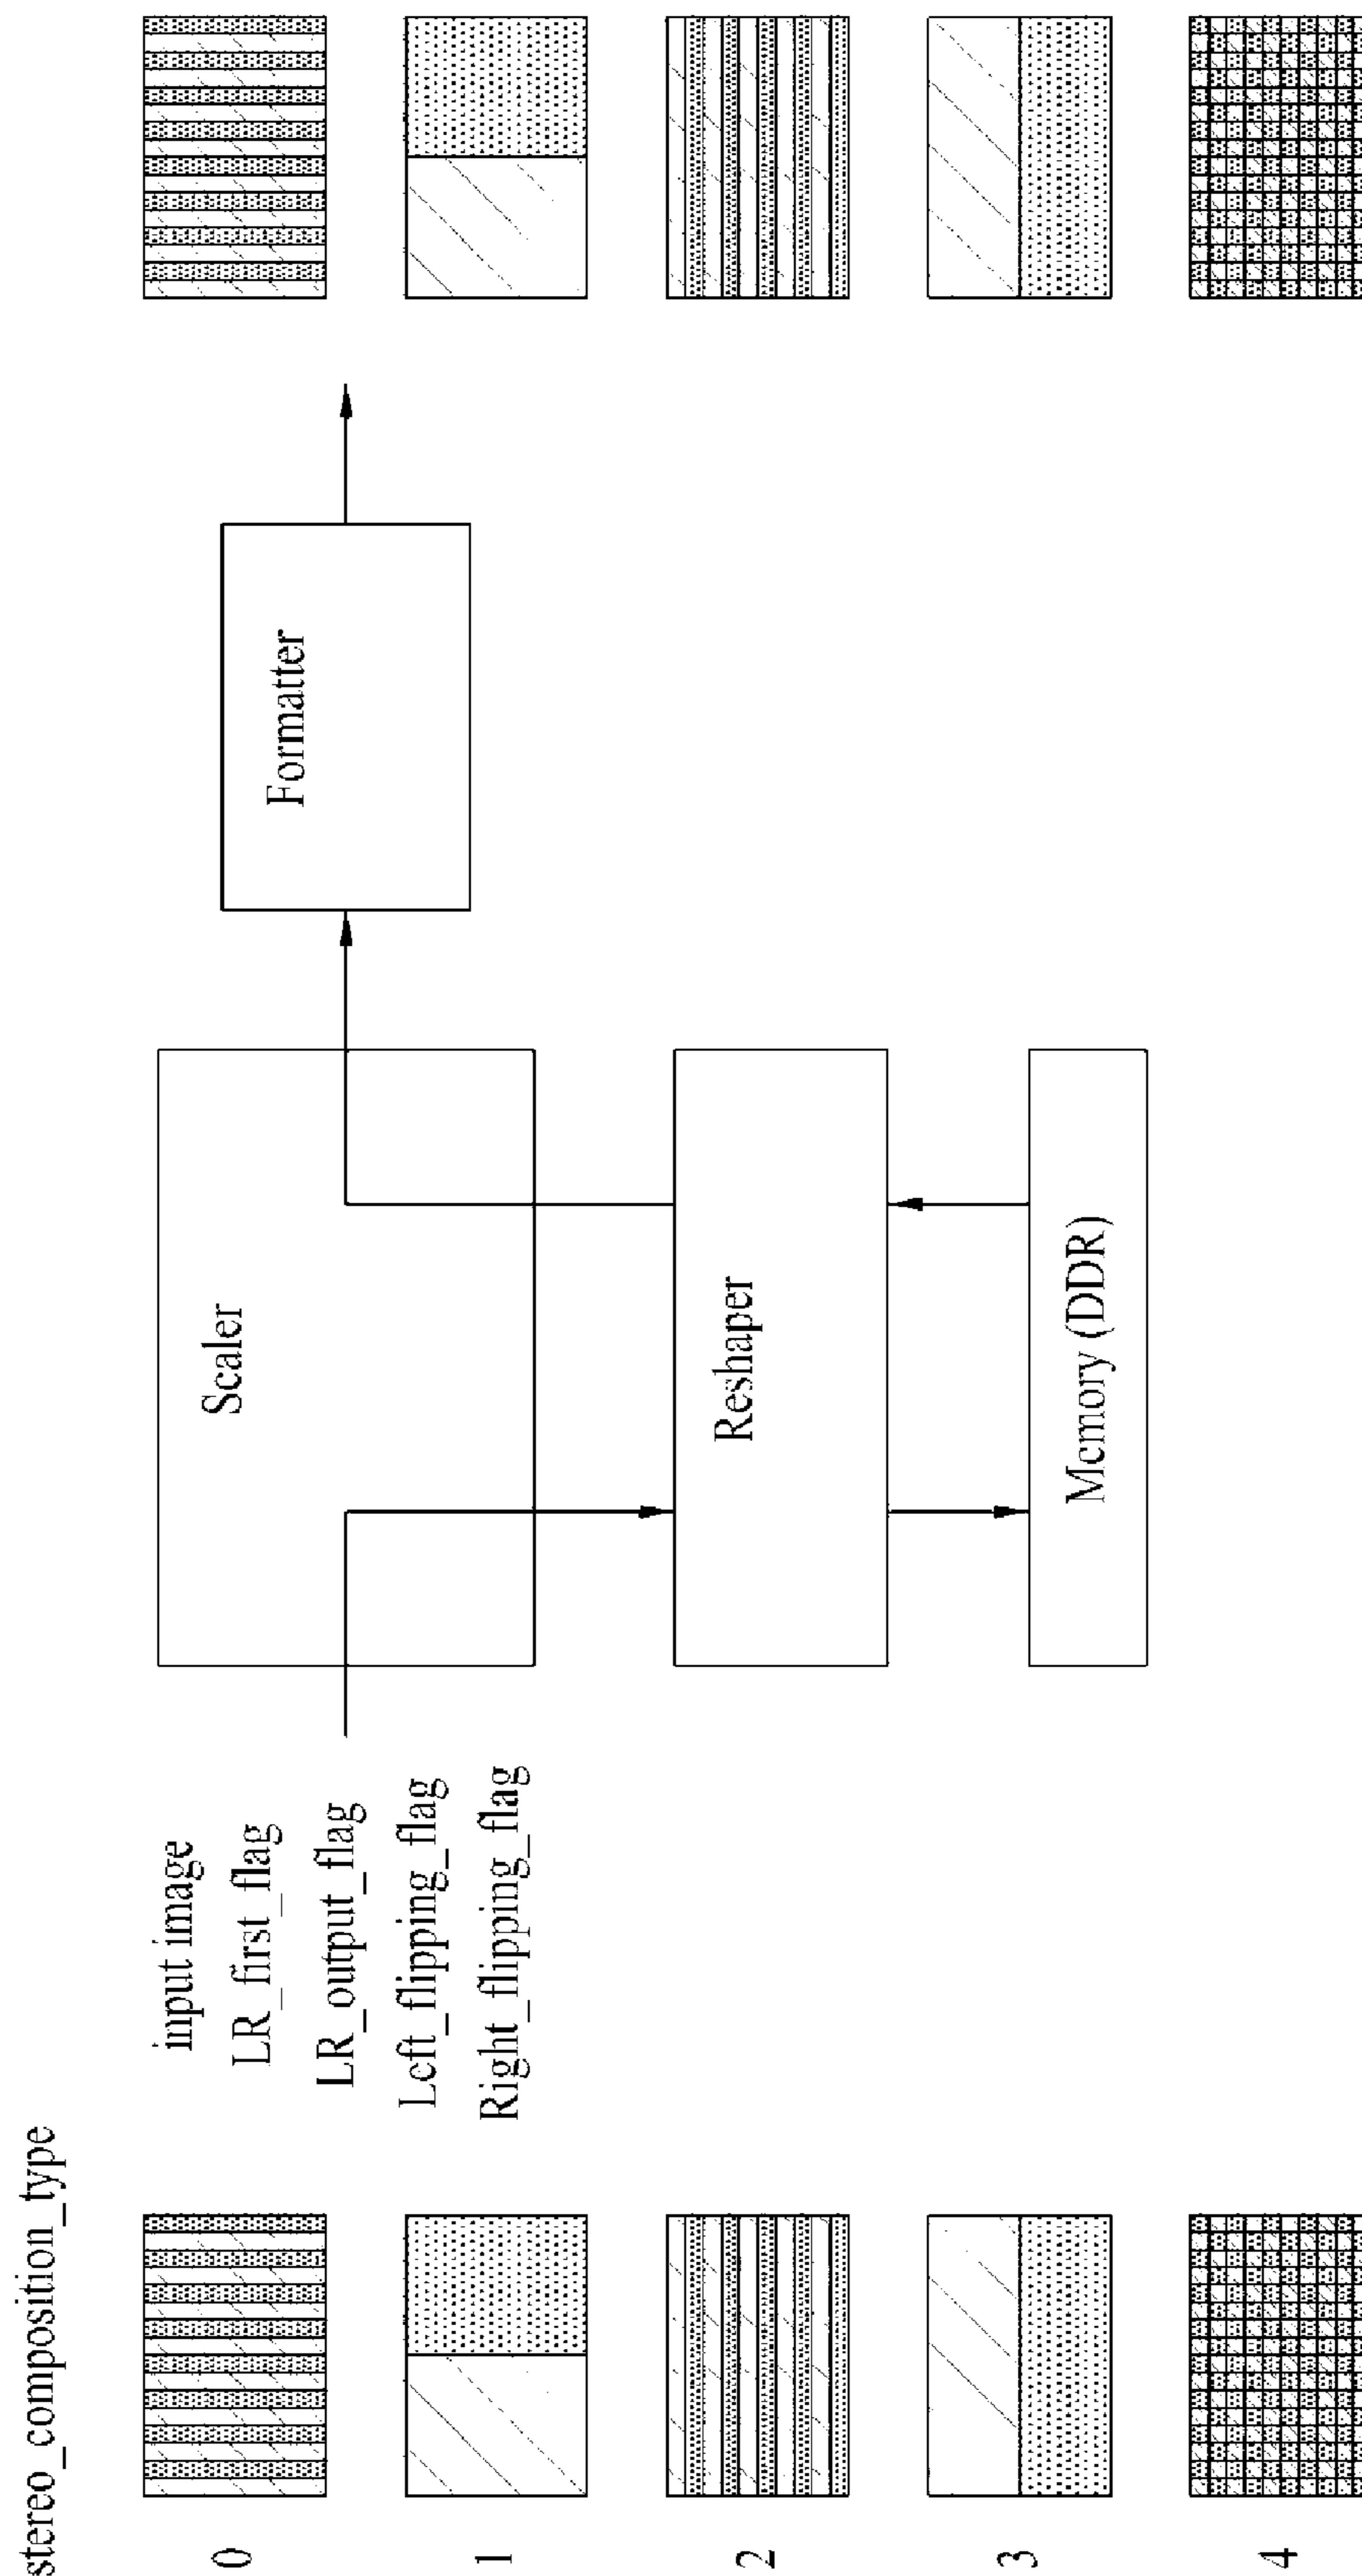 stereo_composition_type
0
1
2
3
4
input image
LR_first_flag
LR_output_flag
Left_flipping_flag
Right_flipping_flag
Scaler
Reshaper
Memory (DDR)
Formatter